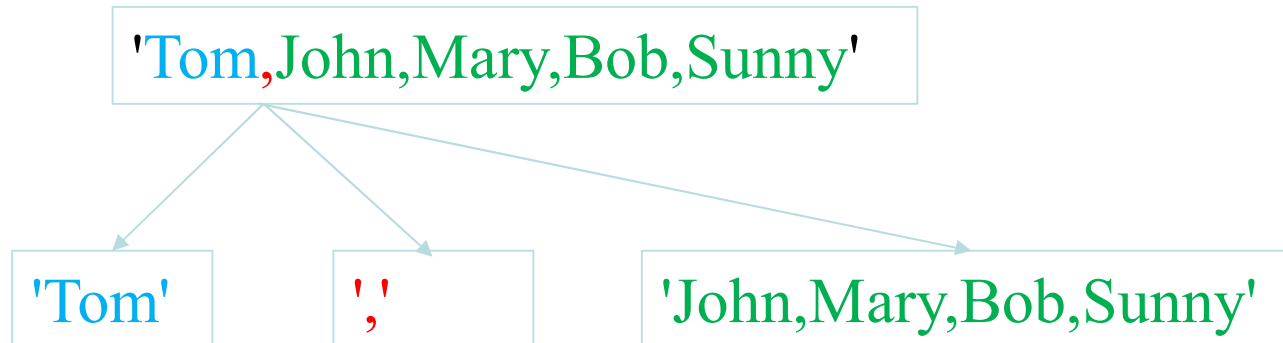 'Tom,John,Mary,Bob,Sunny'
'Tom'
','
'John,Mary,Bob,Sunny'